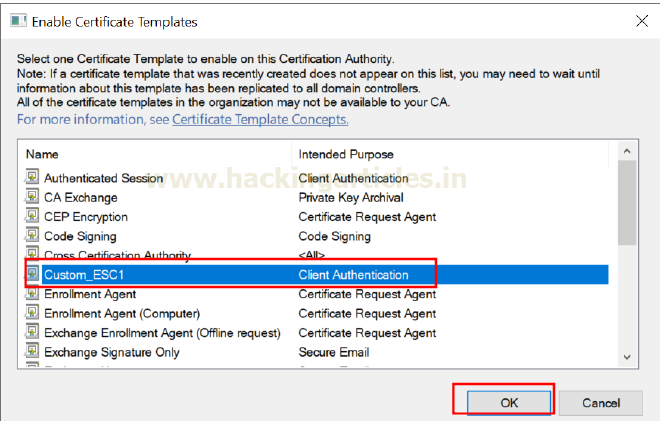 Enable Certificate Templates
Select one Certificate Template to enable on this Certification Authority.
Note: If a certificate template that was recently created does not appear on this list, you may need to wait until
information about this template has been replicated to all domain controllers.
All of the certificate templates in the organization may not be available to your CA.
For more information, see Certificate Template Concepts.
Name Intended Purpose
Authenticated Session Client Authentication
www.hackingarticles.in
CA Exchange Private Key Archival
CEP Encryption Certificate Request Agent
Code Signing Code Signing
Cross Certification Authority <All>
Custom_ESC1 Client Authentication
Enrollment Agent Certificate Request Agent
Enrollment Agent (Computer) Certificate Request Agent
Exchange Enrollment Agent (Offline request) Certificate Request Agent
Exchange Signature Only Secure Email
OK Cancel